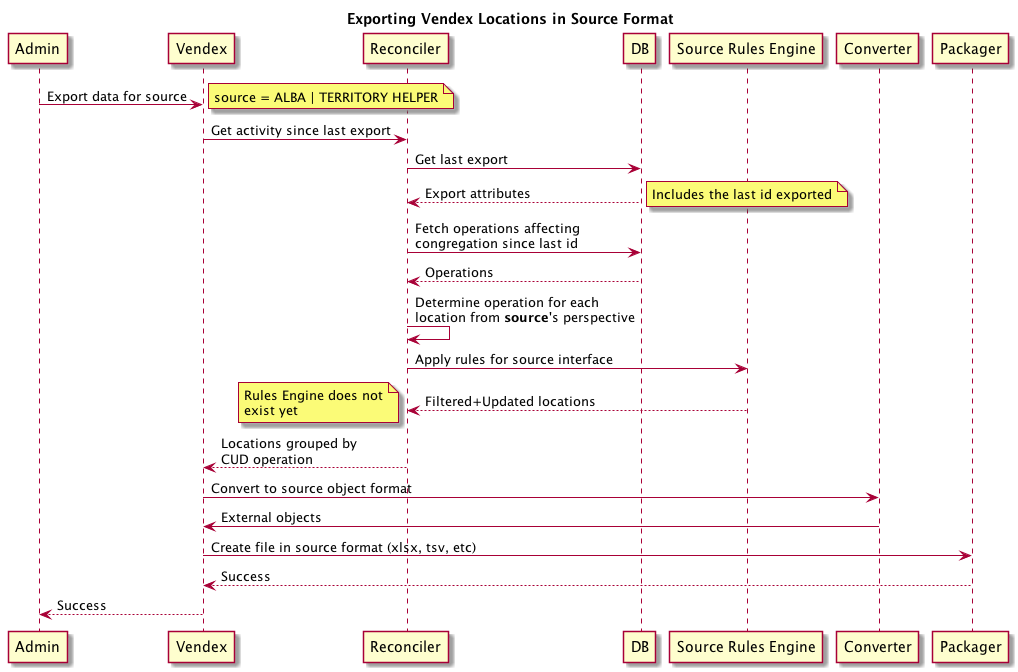 Exporting Vendex Locations in Source Format
Admin
Vendex
Reconciler
DB
Source Rules Engine
Converter
Packager
Export data for source
source = ALBA | TERRITORY HELPER
Get activity since last export
Get last export
Export attributes
Includes the last id exported
Fetch operations affecting
congregation since last id
Operations
Determine operation for each
location from source's perspective
Apply rules for source interface
Rules Engine does not
exist yet
Filtered+Updated locations
Locations grouped by
CUD operation
Convert to source object format
External objects
Create file in source format (xlsx, tsv, etc)
Success
Success
Admin
Vendex
Reconciler
DB
Source Rules Engine
Converter
Packager